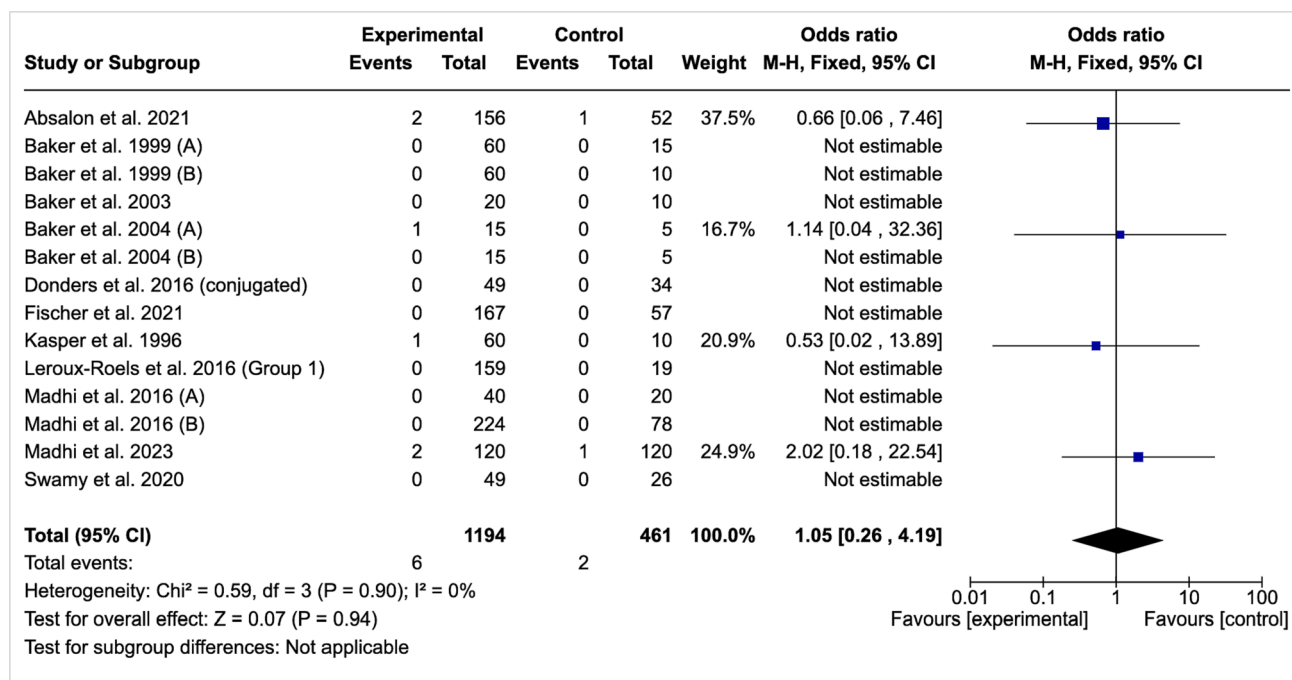 Experimental Control Odds ratio Odds ratio
Study or Subgroup Events Total Events Total Weight M-H, Fixed, 95% CI M-H, Fixed, 95% CI
Absalon et al. 2021 2 156 1 52 37.5% 0.66 [0.06 , 7.46]
Baker et al. 1999 (A) 0 60 0 15 Not estimable
Baker et al. 1999 (B) 0 60 0 10 Not estimable
Baker et al. 2003 0 20 0 10 Not estimable
Baker et al. 2004 (A) 1 15 0 5 16.7% 1.14 [0.04 , 32.36]
Baker et al. 2004 (B) 0 15 0 5 Not estimable
Donders et al. 2016 (conjugated) 0 49 0 34 Not estimable
Fischer et al. 2021 0 167 0 57 Not estimable
Kasper et al. 1996 1 60 0 10 20.9% 0.53 [0.02 , 13.89]
Leroux-Roels et al. 2016 (Group 1) 0 159 0 19 Not estimable
Madhi et al. 2016 (A) 0 40 0 20 Not estimable
Madhi et al. 2016 (B) 0 224 0 78 Not estimable
Madhi et al. 2023 2 120 1 120 24.9% 2.02 [0.18 , 22.54]
Swamy et al. 2020 0 49 0 26 Not estimable
Total (95% CI) 1194 461 100.0% 1.05 [0.26 , 4.19]
Total events: 6 2
Heterogeneity: Chi² = 0.59, df = 3 (P = 0.90); I² = 0%
Test for overall effect: Z = 0.07 (P = 0.94)
Test for subgroup differences: Not applicable
0.01 0.1 1 10 100
Favours [experimental] Favours [control]